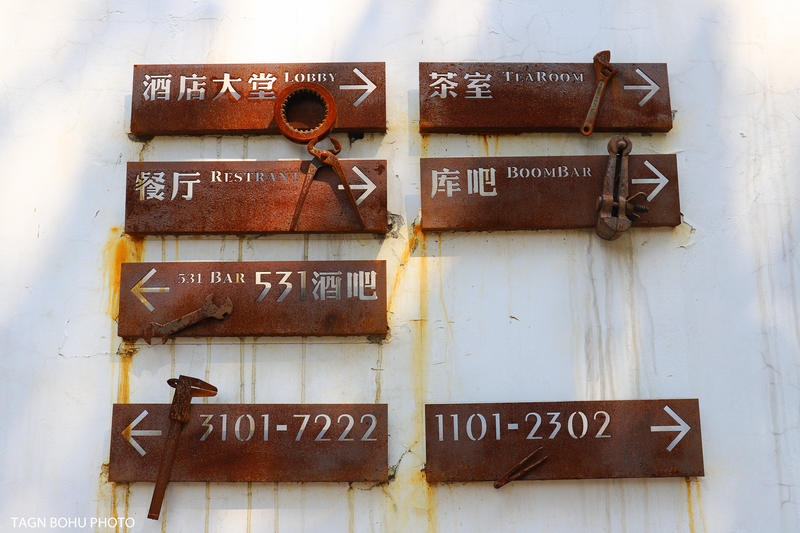 酒店大堂 LOBBY
茶室 TEAROOM
餐厅 RESTRANT
库吧 BOOMBAR
531 BAR 531酒吧
3101-7222
1101-2302
TAGN BOHU PHOTO